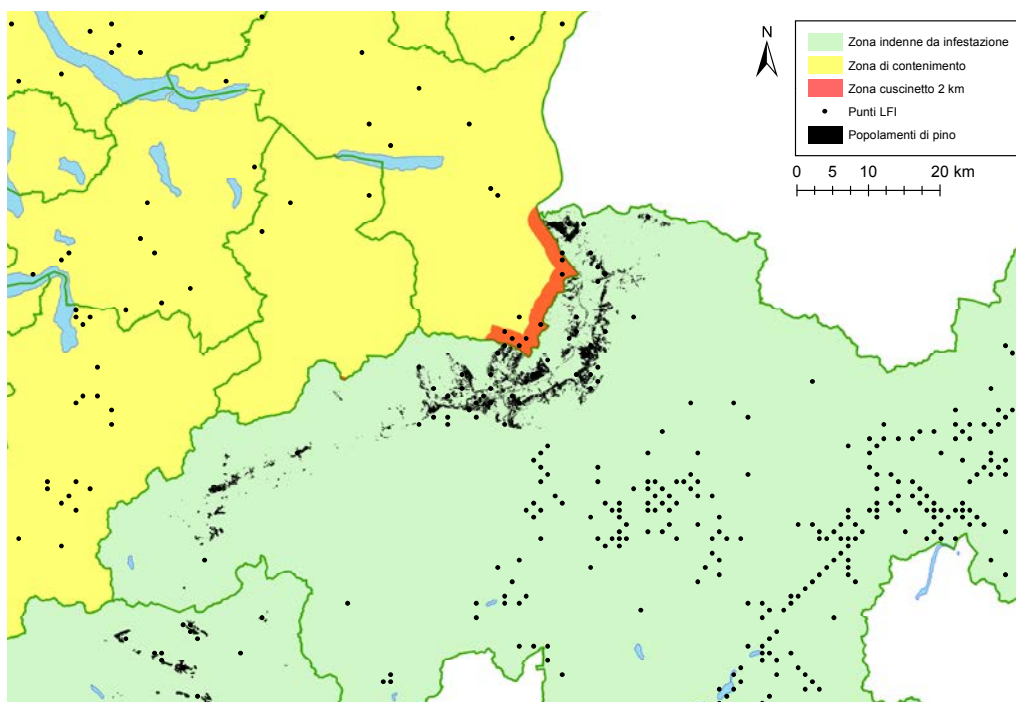 N
Zona indenne da infestazione
Zona di contenimento
Zona cuscinetto 2 km
Punti LFI
Popolamenti di pino
0 5 10 20 km